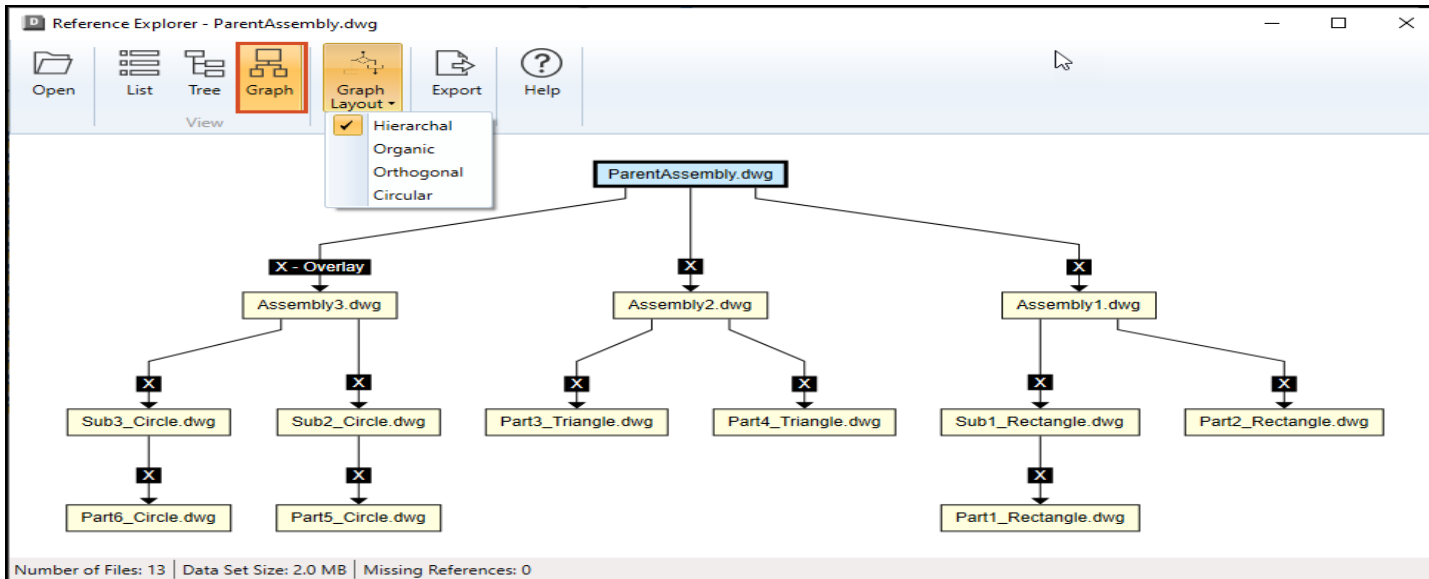 D Reference Explorer - ParentAssembly.dwg
Open List Tree Graph Graph Layout Export Help
View
Hierarchal
Organic
Orthogonal
Circular
ParentAssembly.dwg
X - Overlay X X
Assembly3.dwg Assembly2.dwg Assembly1.dwg
X X X X X X
Sub3_Circle.dwg Sub2_Circle.dwg Part3_Triangle.dwg Part4_Triangle.dwg Sub1_Rectangle.dwg Part2_Rectangle.dwg
X X X
Part6_Circle.dwg Part5_Circle.dwg Part1_Rectangle.dwg
Number of Files: 13 | Data Set Size: 2.0 MB | Missing References: 0